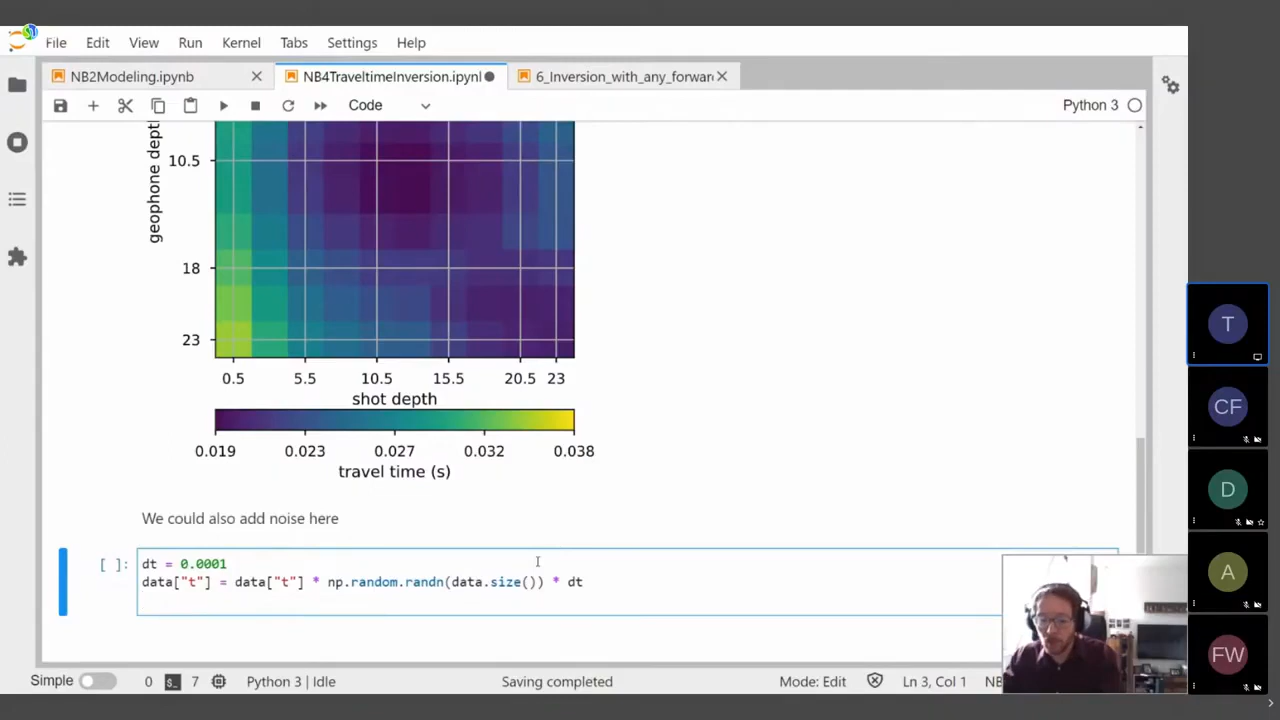 File Edit View Run Kernel Tabs Settings Help
NB2Modeling.ipynb NB4TraveltimeInversion.ipynl 6_Inversion_with_any_forwar
Code Python 3
10.5
18
23
geophone dept
0.5 5.5 10.5 15.5 20.5 23
shot depth
0.019 0.023 0.027 0.032 0.038
travel time (s)
We could also add noise here
[ ]: dt = 0.0001
data["t"] = data["t"] * np.random.randn(data.size()) * dt
Simple 0 7 Python 3 | Idle Saving completed Mode: Edit Ln 3, Col 1 NB
T
CF
D
A
FW